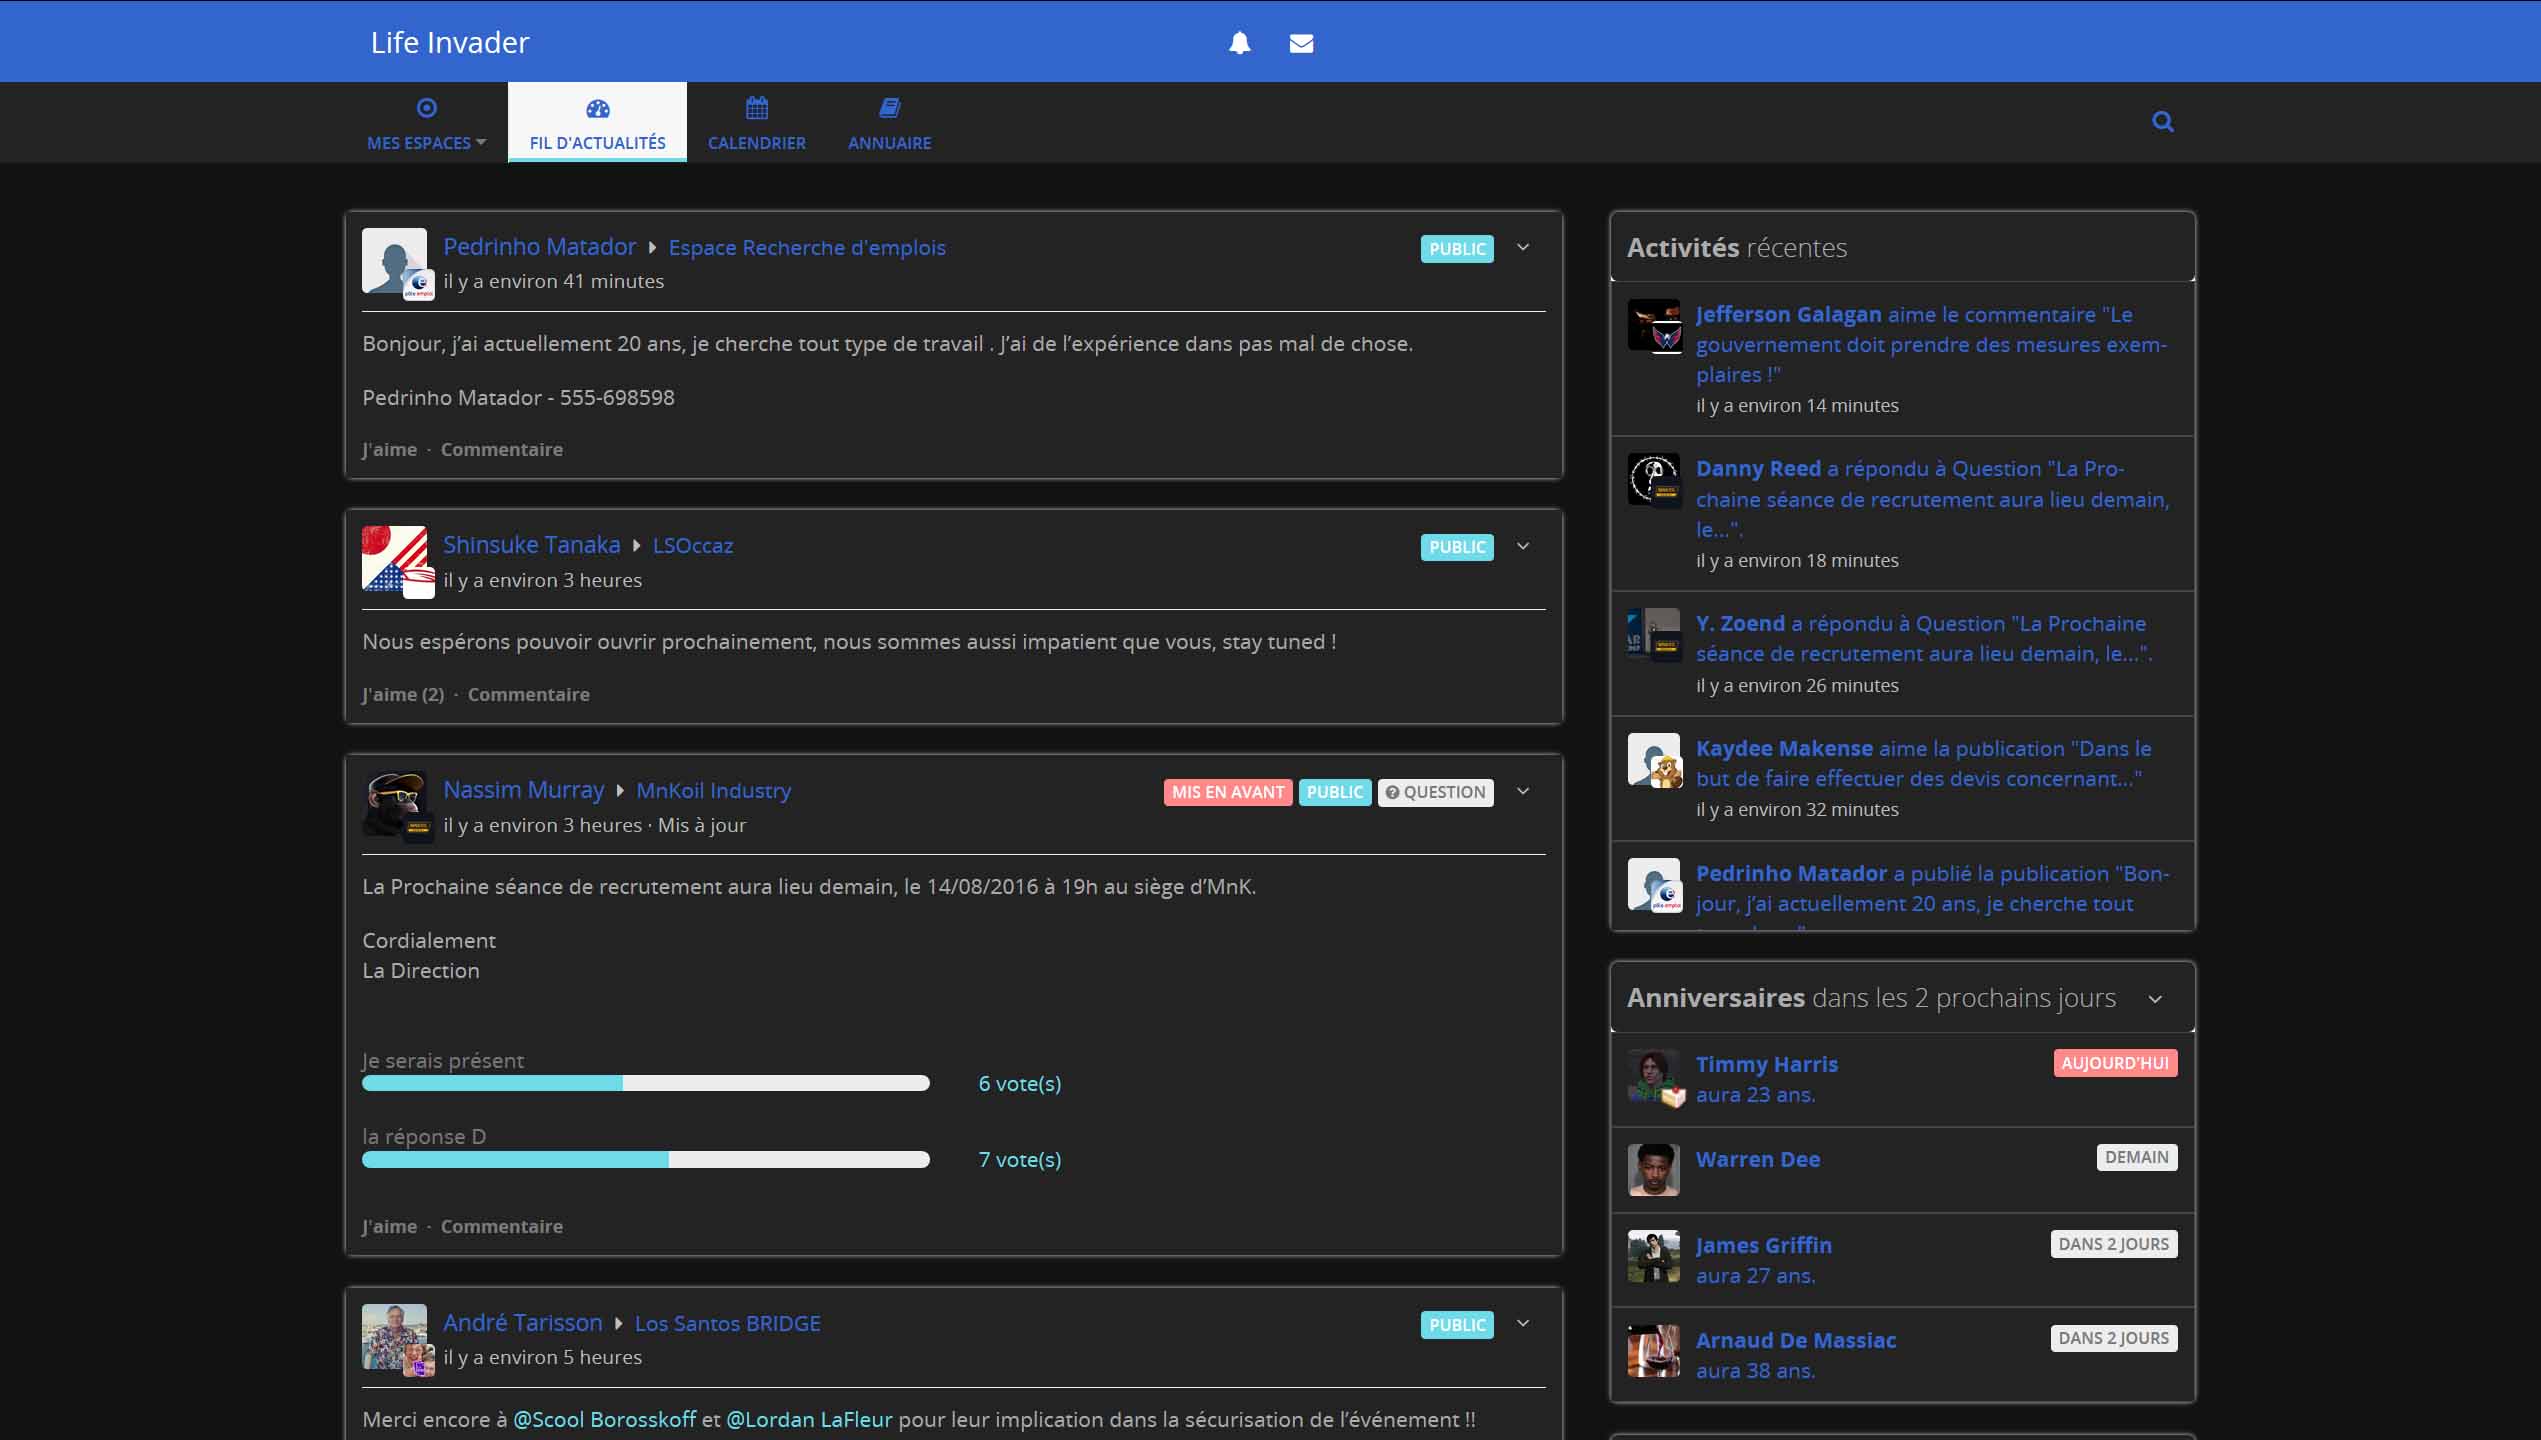 Life Invader
MES ESPACES
FIL D'ACTUALITÉS
CALENDRIER
ANNUAIRE
Pedrinho Matador Espace Recherche d'emplois
PUBLIC
il y a environ 41 minutes
Bonjour, j’ai actuellement 20 ans, je cherche tout type de travail . J’ai de l’expérience dans pas mal de chose.
Pedrinho Matador - 555-698598
J'aime · Commentaire
Shinsuke Tanaka LSOccaz
PUBLIC
il y a environ 3 heures
Nous espérons pouvoir ouvrir prochainement, nous sommes aussi impatient que vous, stay tuned !
J'aime (2) · Commentaire
Nassim Murray MnKoil Industry
MIS EN AVANT PUBLIC QUESTION
il y a environ 3 heures · Mis à jour
La Prochaine séance de recrutement aura lieu demain, le 14/08/2016 à 19h au siège d’MnK.
Cordialement
La Direction
Je serais présent
6 vote(s)
la réponse D
7 vote(s)
J'aime · Commentaire
André Tarisson Los Santos BRIDGE
PUBLIC
il y a environ 5 heures
Merci encore à @Scool Borosskoff et @Lordan LaFleur pour leur implication dans la sécurisation de l’événement !!
Activités récentes
Jefferson Galagan aime le commentaire "Le
gouvernement doit prendre des mesures exem-
plaires !"
il y a environ 14 minutes
Danny Reed a répondu à Question "La Pro-
chaine séance de recrutement aura lieu demain,
le...".
il y a environ 18 minutes
Y. Zoend a répondu à Question "La Prochaine
séance de recrutement aura lieu demain, le...".
il y a environ 26 minutes
Kaydee Makense aime la publication "Dans le
but de faire effectuer des devis concernant..."
il y a environ 32 minutes
Pedrinho Matador a publié la publication "Bon-
jour, j’ai actuellement 20 ans, je cherche tout
Anniversaires dans les 2 prochains jours
Timmy Harris
AUJOURD'HUI
aura 23 ans.
Warren Dee
DEMAIN
James Griffin
DANS 2 JOURS
aura 27 ans.
Arnaud De Massiac
DANS 2 JOURS
aura 38 ans.